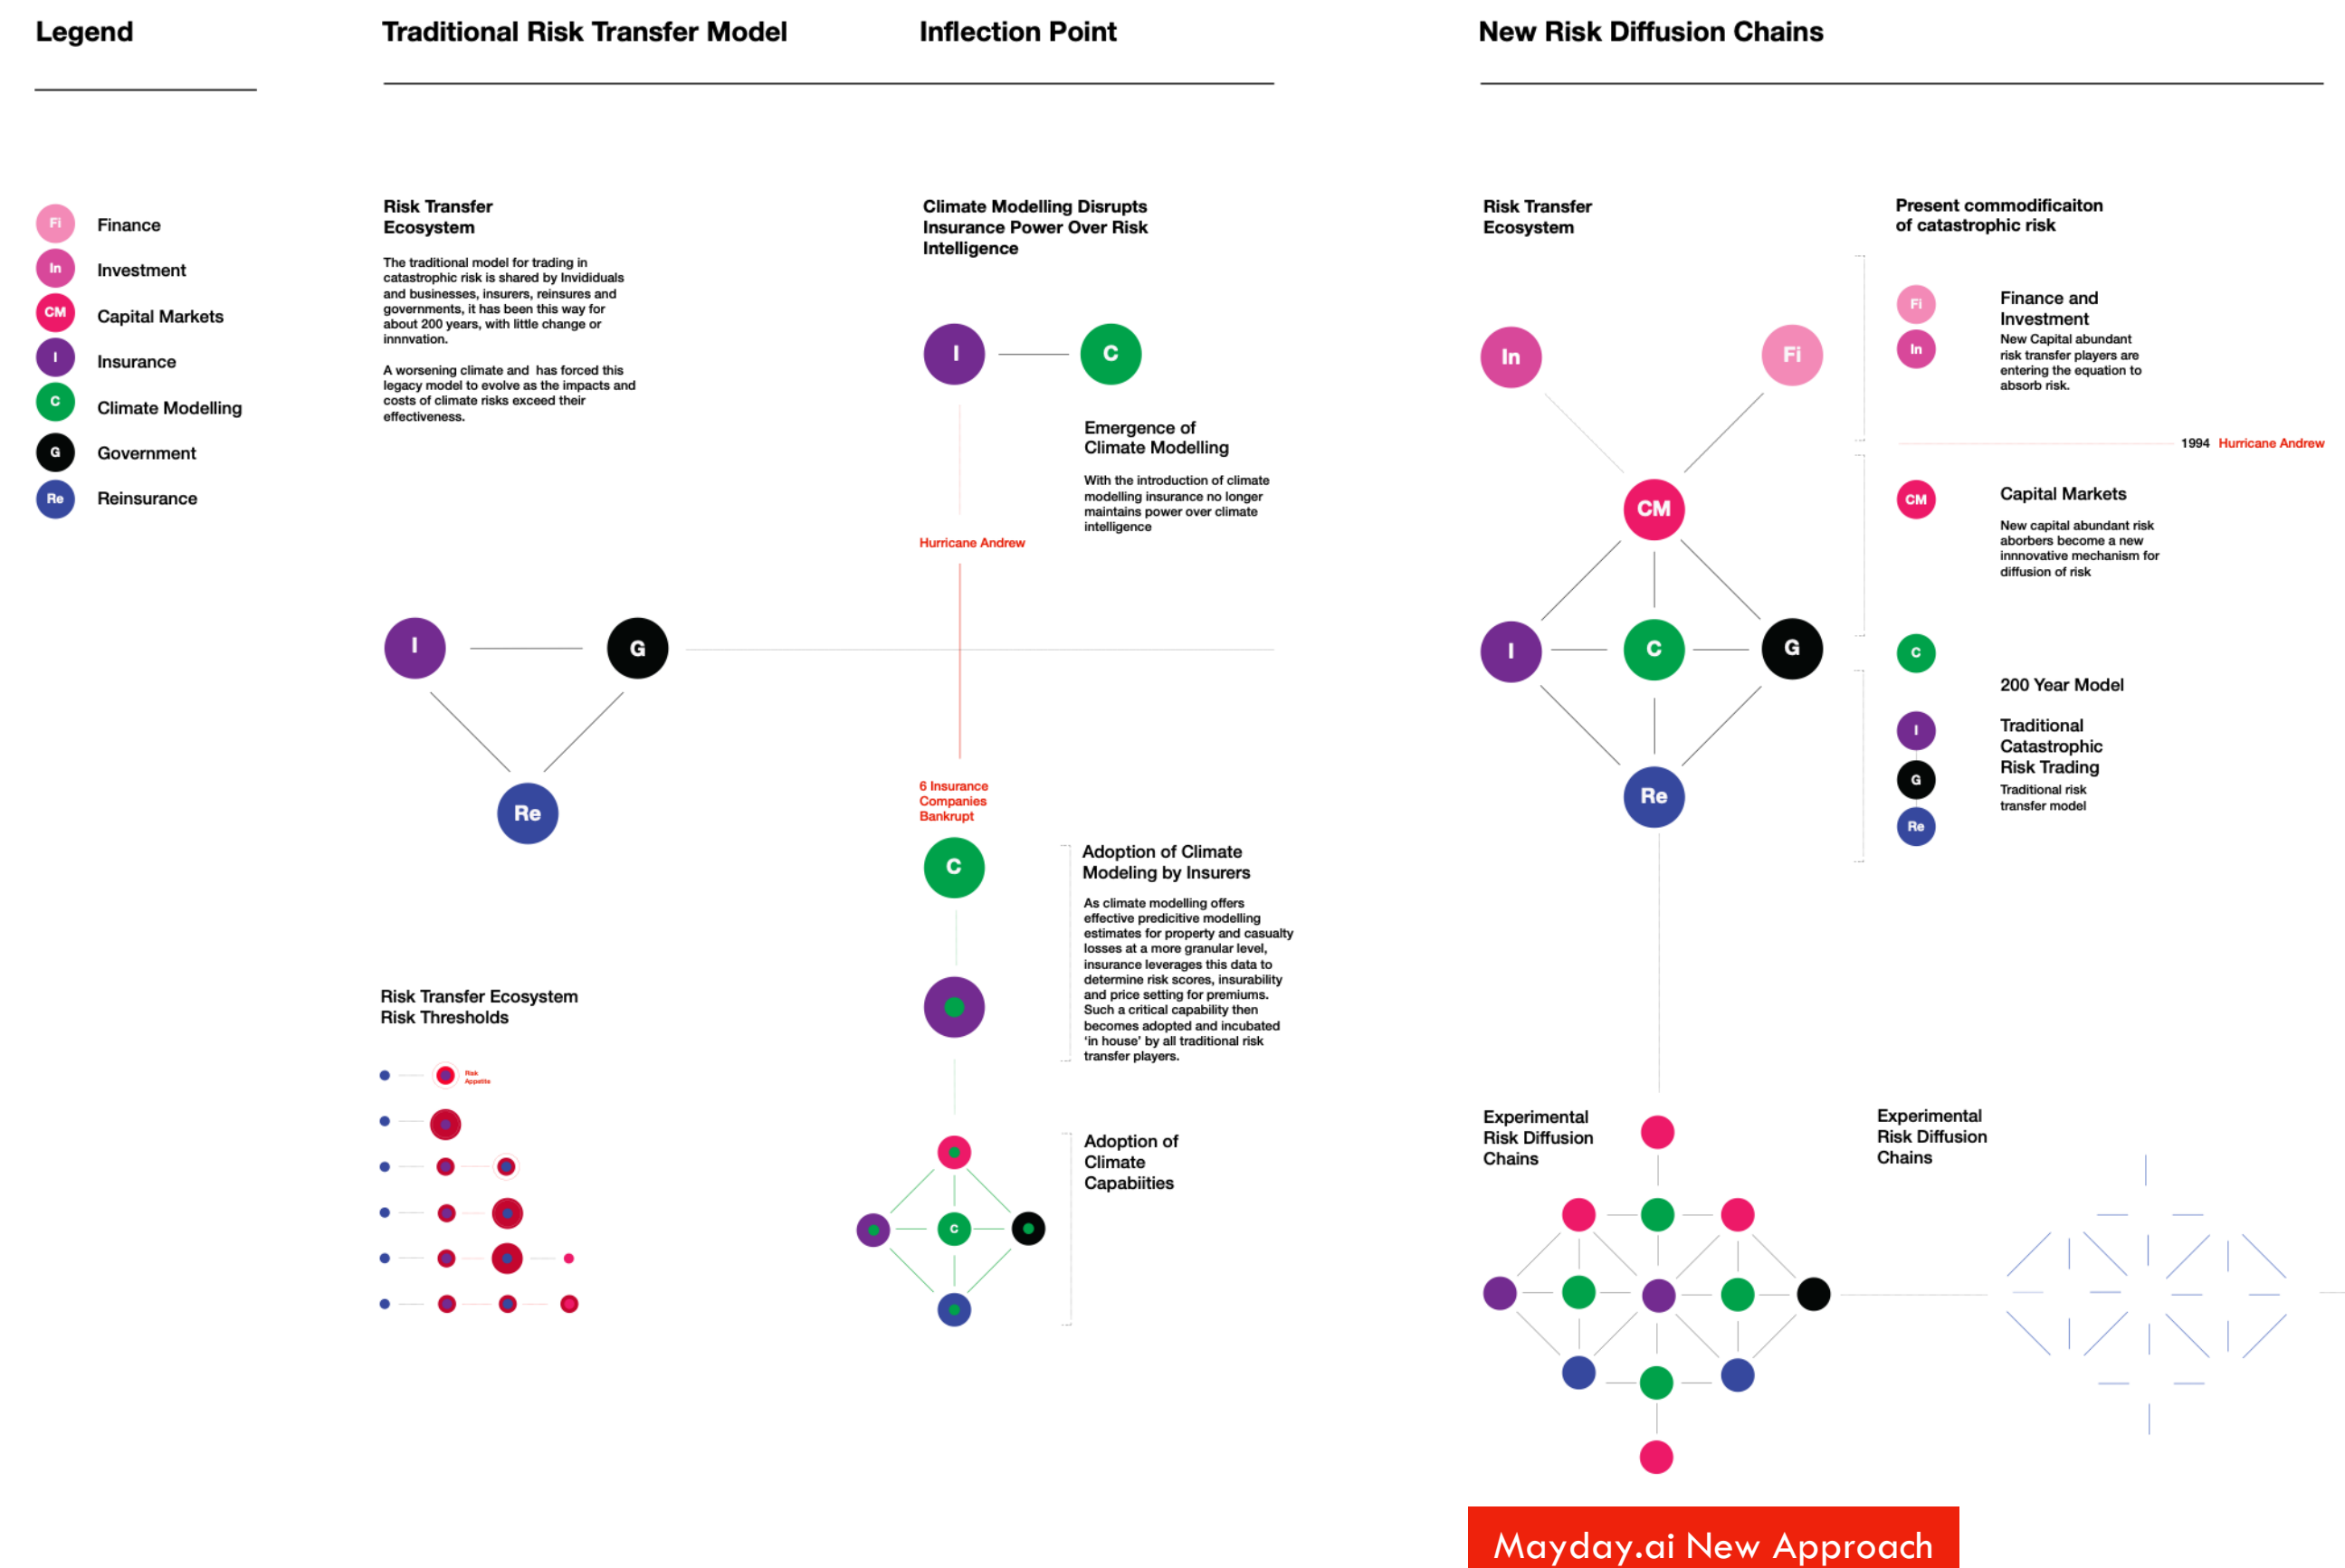 Legend
Fi
Finance
In
Investment
CM
Capital Markets
I
Insurance
C
Climate Modelling
G
Government
Re
Reinsurance
Traditional Risk Transfer Model
Risk Transfer
Ecosystem
The traditional model for trading in
catastrophic risk is shared by Invididuals
and businesses, insurers, reinsures and
governments, it has been this way for
about 200 years, with little change or
innnvation.
A worsening climate and  has forced this
legacy model to evolve as the impacts and
costs of climate risks exceed their
effectiveness.
I
G
Re
Risk Transfer Ecosystem
Risk Thresholds
Risk
Appetite
Inflection Point
Climate Modelling Disrupts
Insurance Power Over Risk
Intelligence
I
C
Emergence of
Climate Modelling
With the introduction of climate
modelling insurance no longer
maintains power over climate
intelligence
Hurricane Andrew
6 Insurance
Companies
Bankrupt
C
Adoption of Climate
Modeling by Insurers
As climate modelling offers
effective predicitive modelling
estimates for property and casualty
losses at a more granular level,
insurance leverages this data to
determine risk scores, insurability
and price setting for premiums.
Such a critical capability then
becomes adopted and incubated
‘in house’ by all traditional risk
transfer players.
Adoption of
Climate
Capabiities
C
New Risk Diffusion Chains
Risk Transfer
Ecosystem
In
Fi
CM
I
C
G
Re
Present commodificaiton
of catastrophic risk
Fi
In
Finance and
Investment
New Capital abundant
risk transfer players are
entering the equation to
absorb risk.
1994 Hurricane Andrew
CM
Capital Markets
New capital abundant risk
aborbers become a new
innnovative mechanism for
diffusion of risk
C
200 Year Model
I
G
Re
Traditional
Catastrophic
Risk Trading
Traditional risk
transfer model
Experimental
Risk Diffusion
Chains
Experimental
Risk Diffusion
Chains
Mayday.ai New Approach